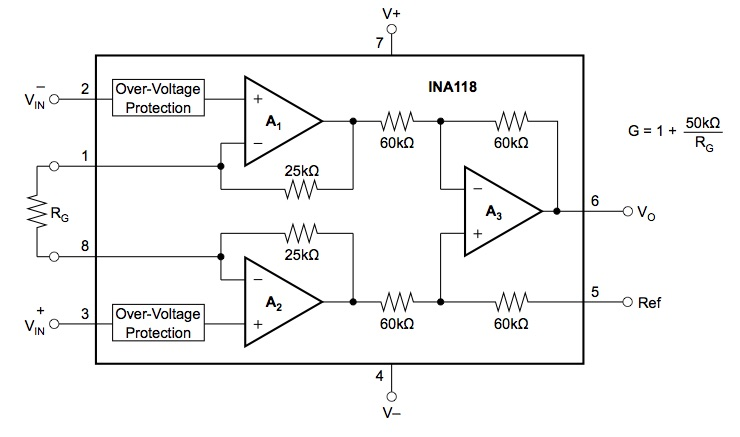 V+
7
INA118
V–IN
2
Over-Voltage
Protection
+
A1
–
60kΩ
60kΩ
G = 1 + 50kΩ
RG
1
25kΩ
RG
–
A3
+
6
VO
8
25kΩ
–
A2
+
5
Ref
V+IN
3
Over-Voltage
Protection
60kΩ
60kΩ
4
V–